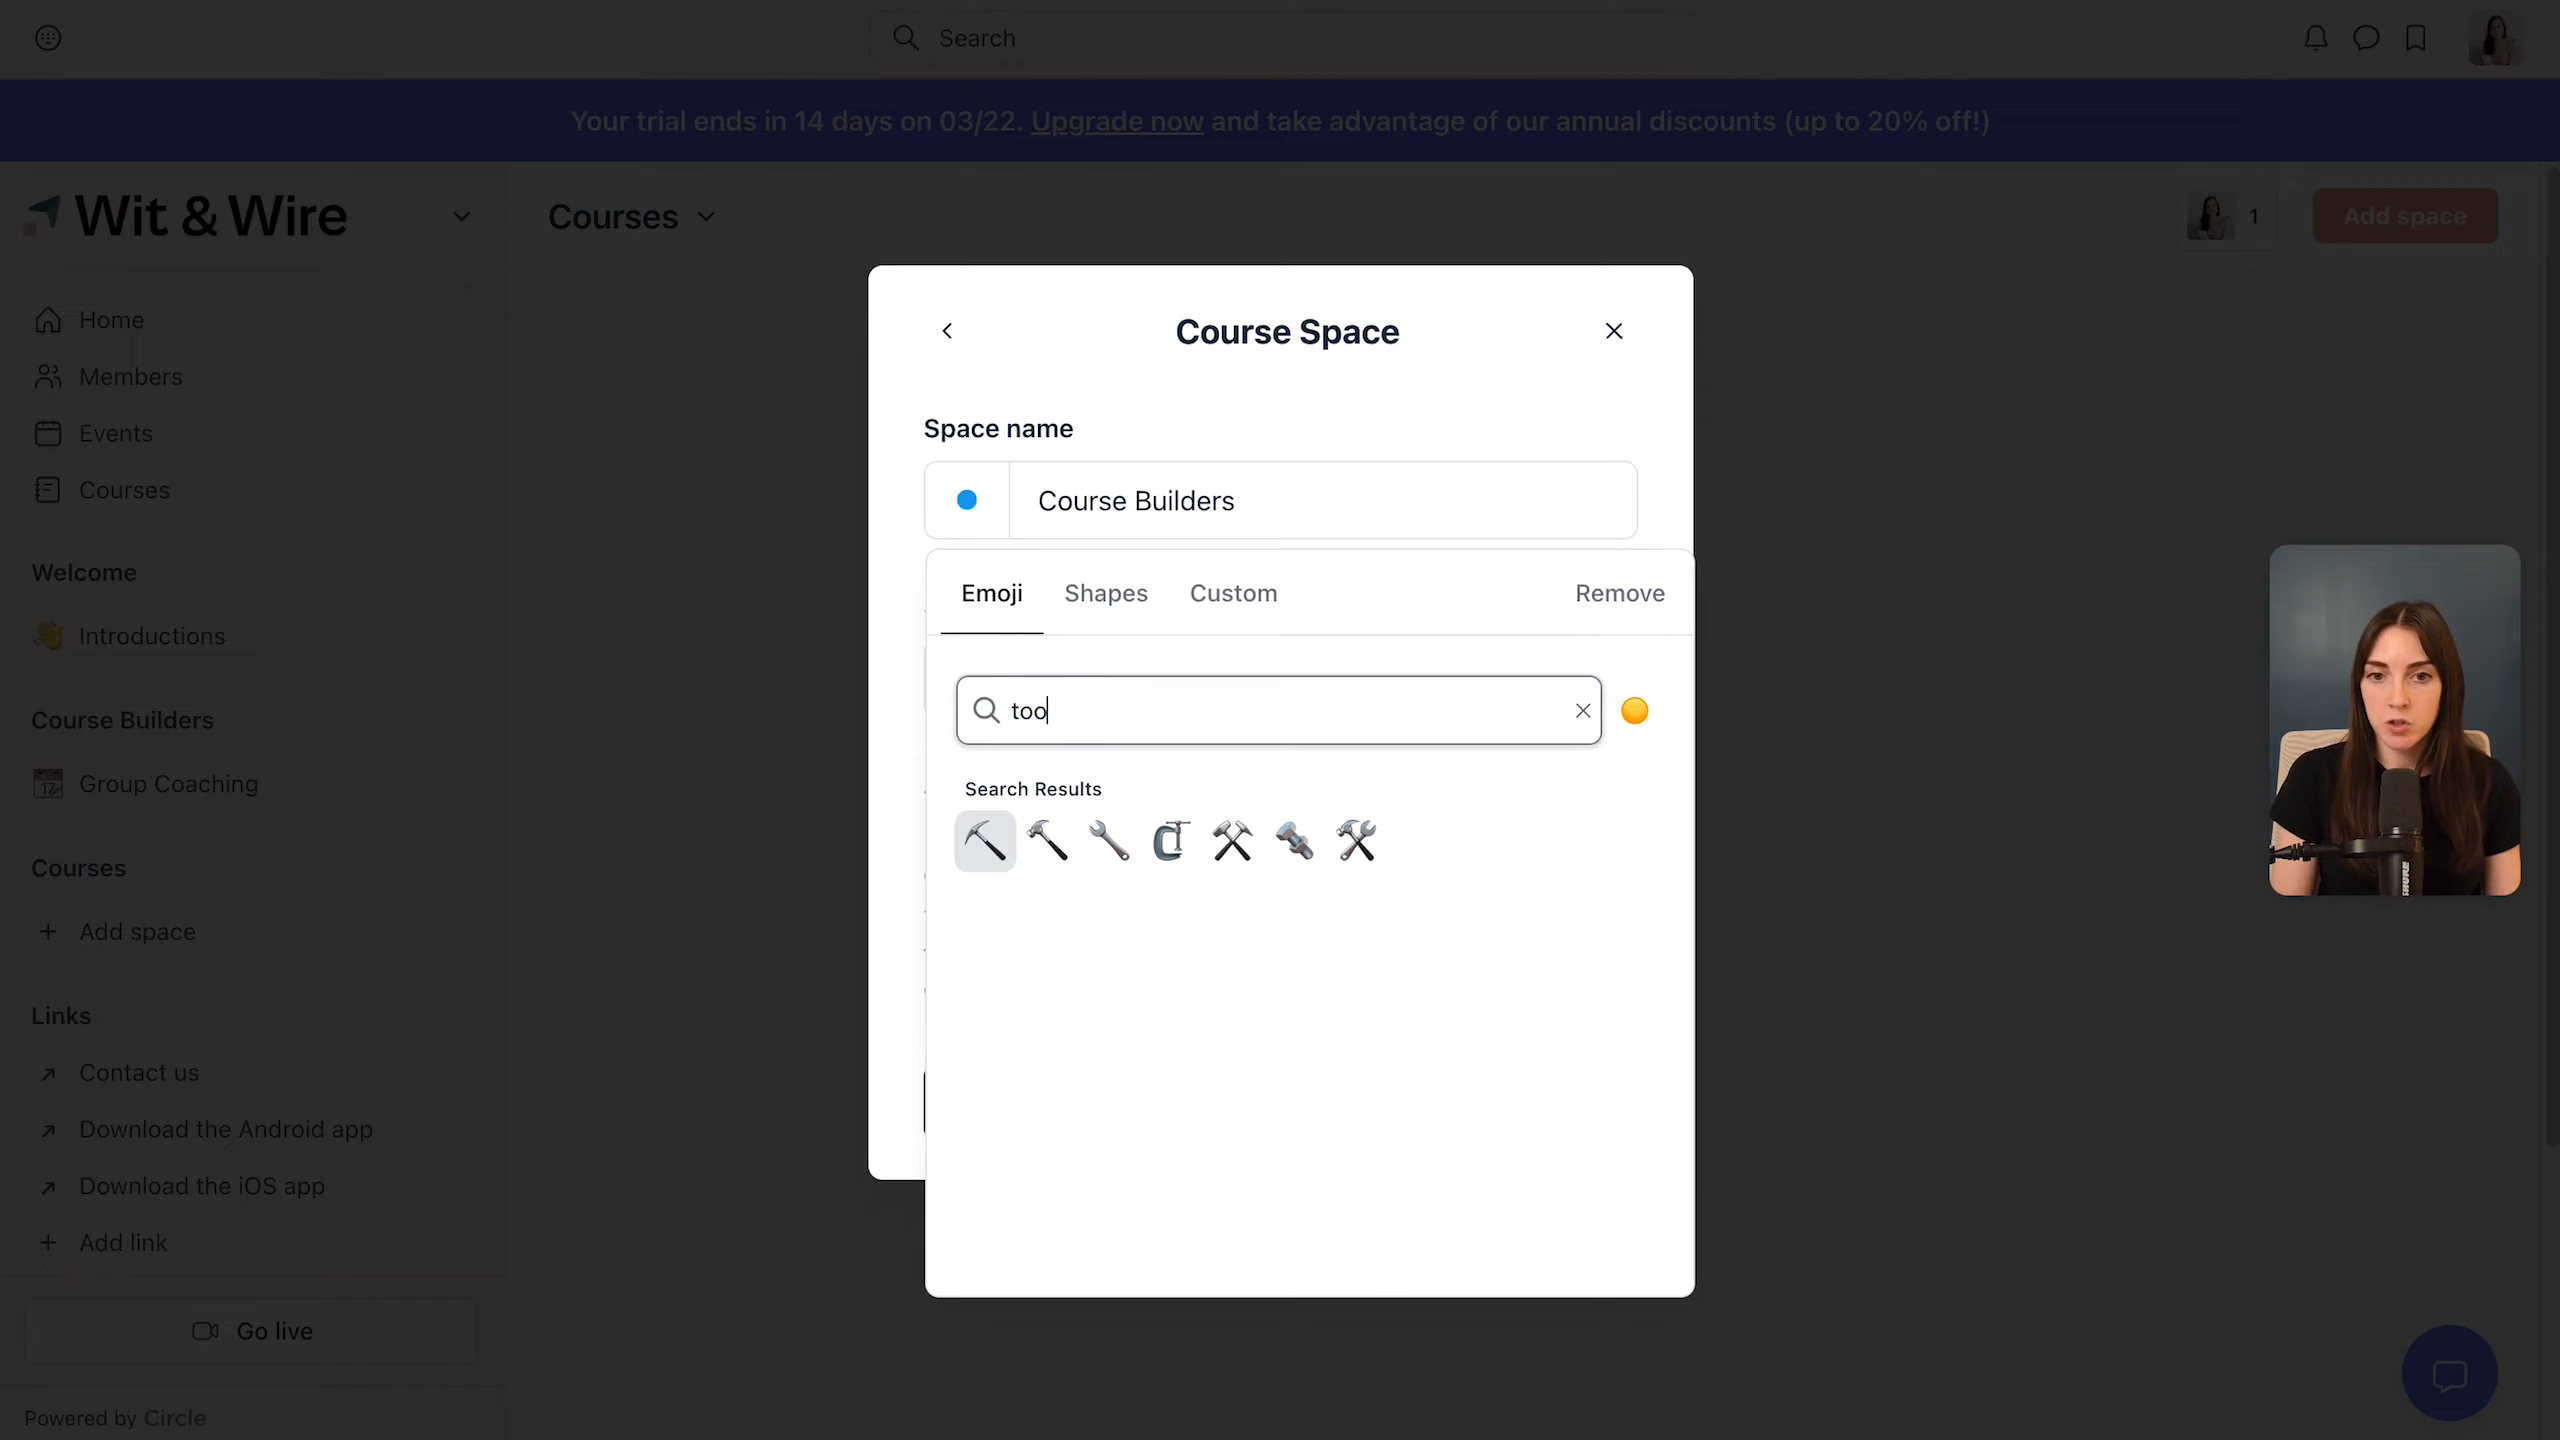 Search
Your trial ends in 14 days on 03/22. Upgrade now and take advantage of our annual discounts (up to 20% off!)
Wit & Wire
Courses
1
Add space
Home
Members
Events
Courses
Welcome
Introductions
Course Builders
17
Group Coaching
Courses
Add space
Links
Contact us
Download the Android app
Download the iOS app
Add link
Go live
Powered by Circle
Course Space
Space name
Course Builders
Emoji
Shapes
Custom
Remove
too
Search Results
SHURE